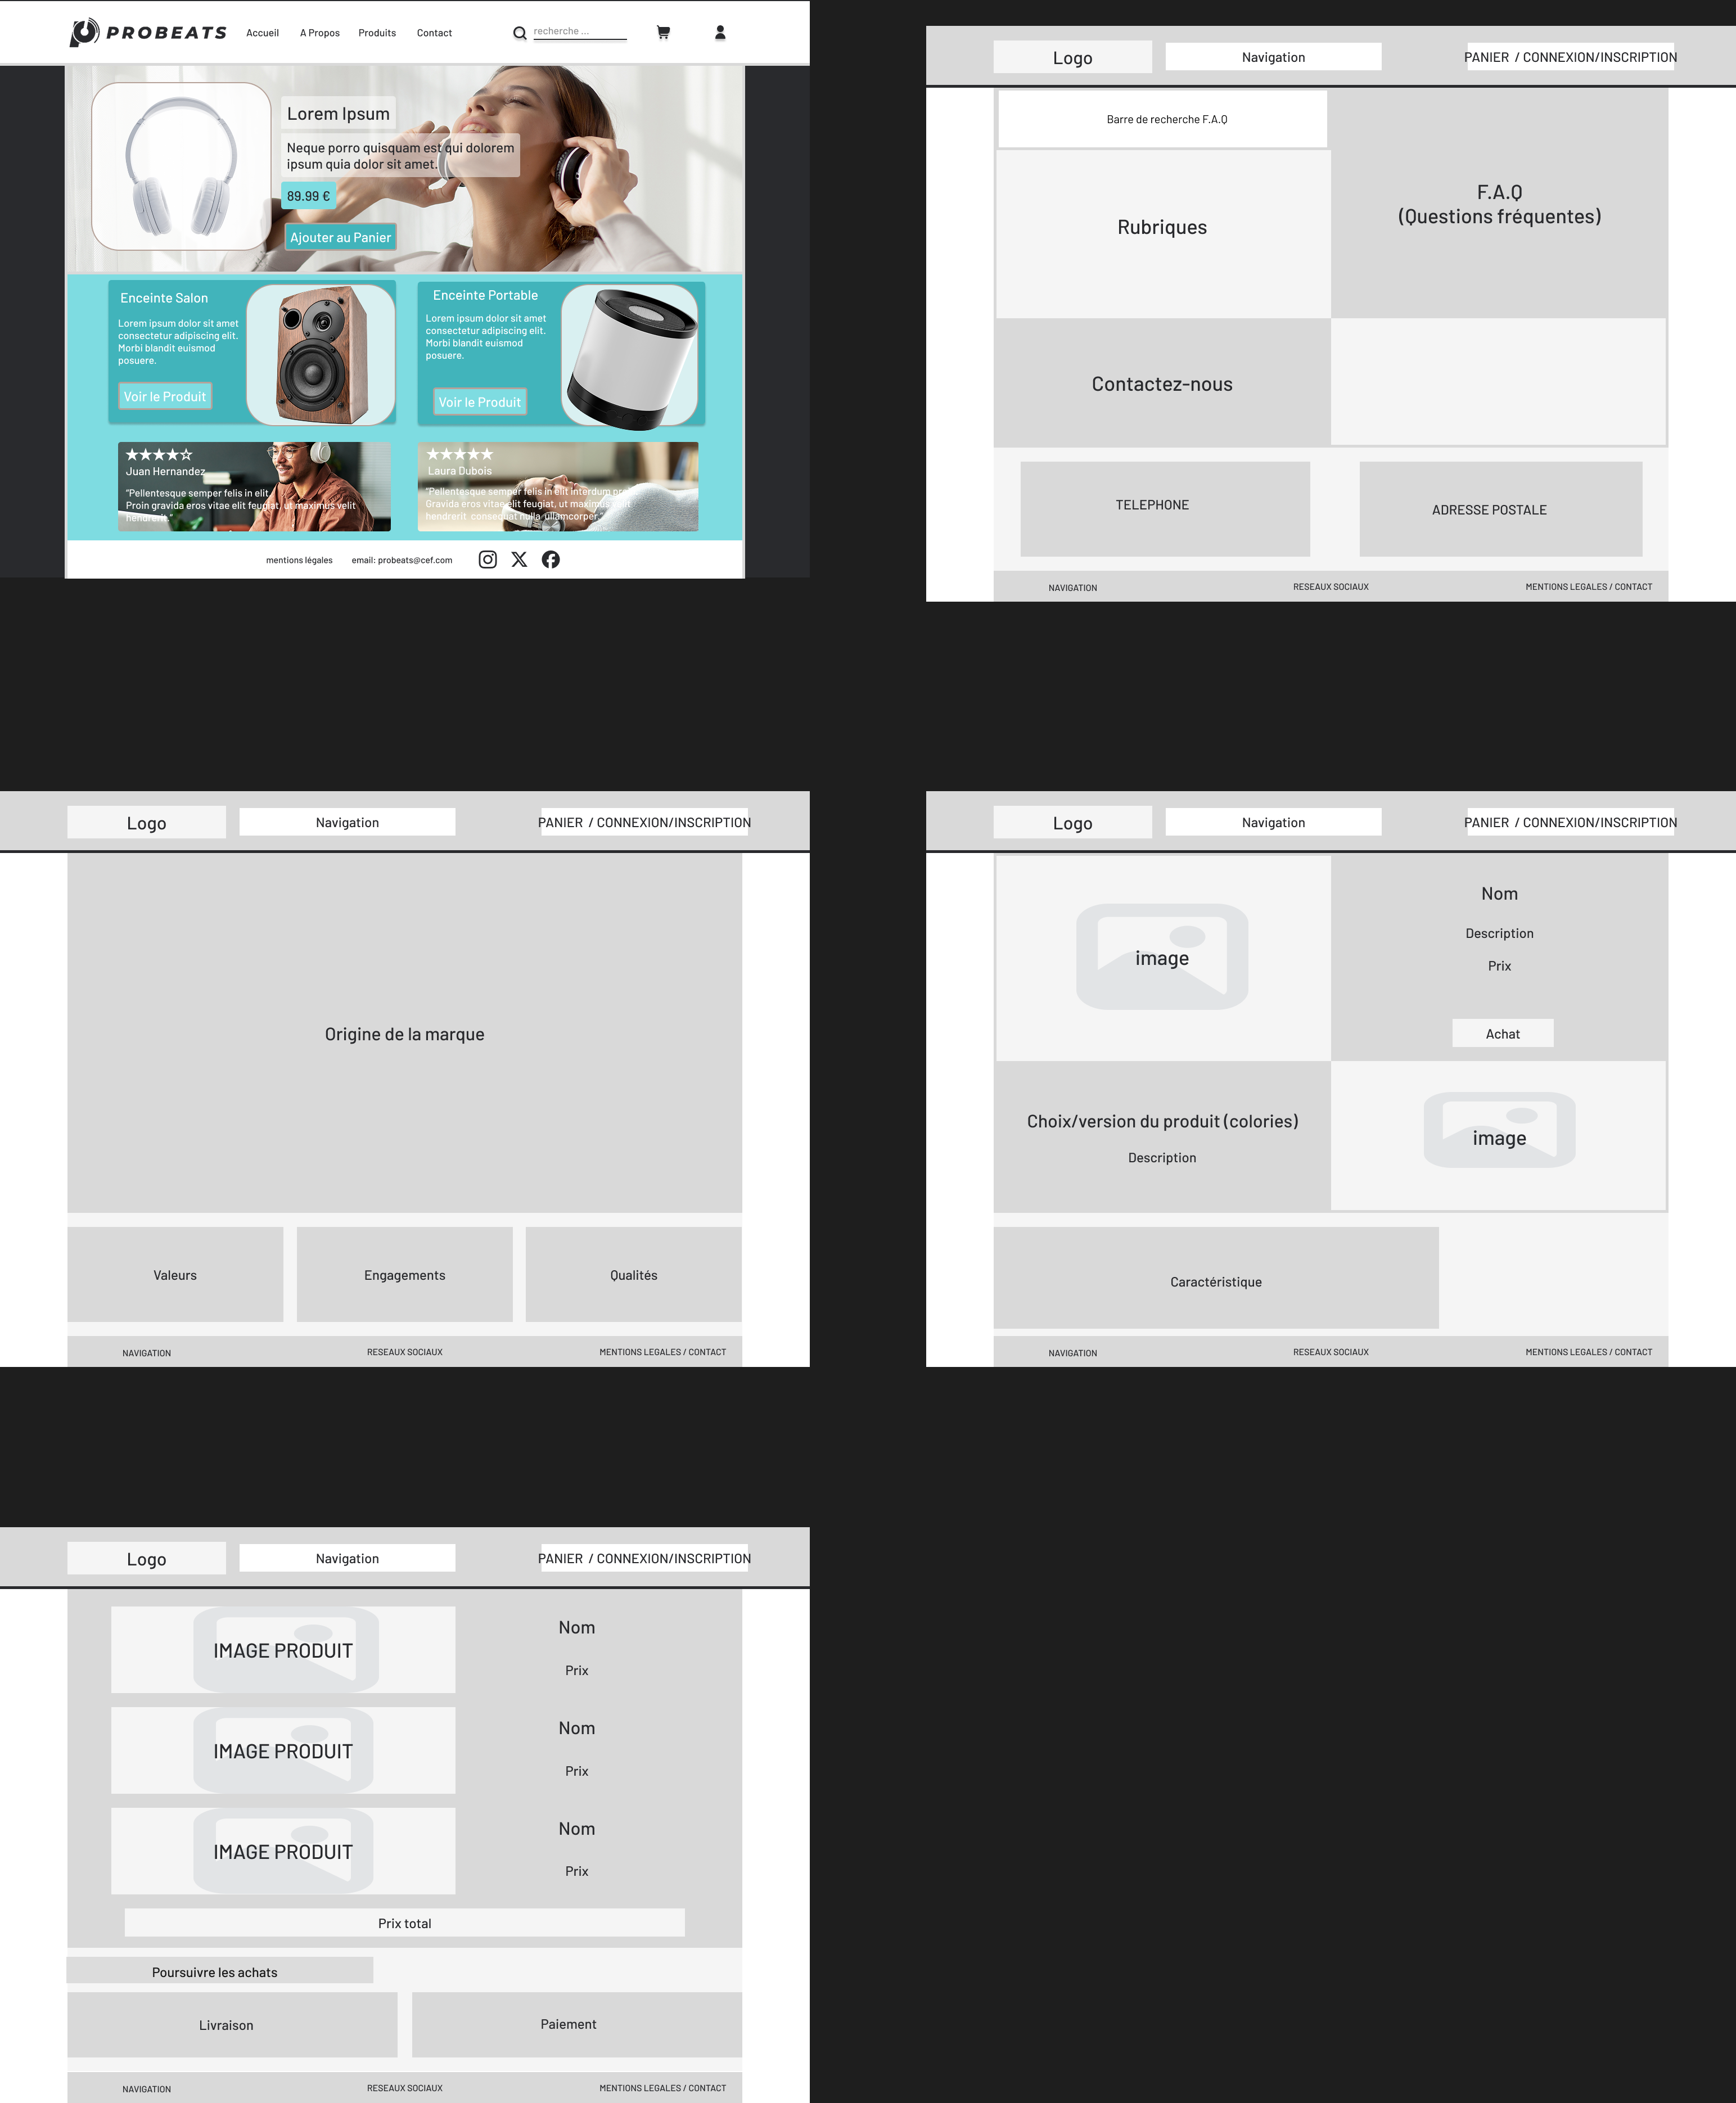 PROBEATS
Accueil
A Propos
Produits
Contact
recherche ...
Lorem Ipsum
Neque porro quisquam est qui dolorem
ipsum quia dolor sit amet.
89.99 €
Ajouter au Panier
Enceinte Salon
Lorem ipsum dolor sit amet
consectetur adipiscing elit.
Morbi blandit euismod
posuere.
Voir le Produit
Enceinte Portable
Lorem ipsum dolor sit amet
consectetur adipiscing elit.
Morbi blandit euismod
posuere.
Voir le Produit
Juan Hernandez
"Pellentesque semper felis in elit.
Proin gravida eros vitae elit feugiat, ut maximus velit
hendrerit."
Laura Dubois
"Pellentesque semper felis in elit interdum
Gravida eros vitae elit feugiat, ut maximus velit
hendrerit consequat nulla ullamcorper."
mentions légales
email: probeats@cef.com
Logo
Navigation
PANIER / CONNEXION/INSCRIPTION
Barre de recherche F.A.Q
Rubriques
F.A.Q
(Questions fréquentes)
Contactez-nous
TELEPHONE
ADRESSE POSTALE
NAVIGATION
RESEAUX SOCIAUX
MENTIONS LEGALES / CONTACT
Logo
Navigation
PANIER / CONNEXION/INSCRIPTION
Origine de la marque
Valeurs
Engagements
Qualités
NAVIGATION
RESEAUX SOCIAUX
MENTIONS LEGALES / CONTACT
Logo
Navigation
PANIER / CONNEXION/INSCRIPTION
image
Nom
Description
Prix
Achat
Choix/version du produit (colories)
Description
image
Caractéristique
NAVIGATION
RESEAUX SOCIAUX
MENTIONS LEGALES / CONTACT
Logo
Navigation
PANIER / CONNEXION/INSCRIPTION
IMAGE PRODUIT
Nom
Prix
IMAGE PRODUIT
Nom
Prix
IMAGE PRODUIT
Nom
Prix
Prix total
Poursuivre les achats
Livraison
Paiement
NAVIGATION
RESEAUX SOCIAUX
MENTIONS LEGALES / CONTACT